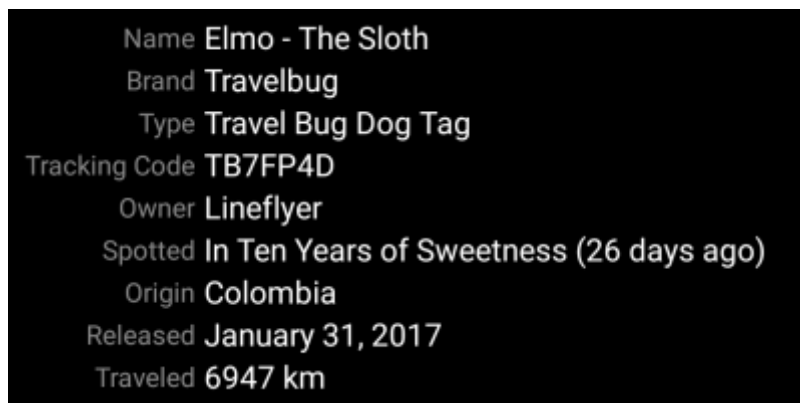 Name Elmo - The Sloth
Brand Travelbug
Type Travel Bug Dog Tag
Tracking Code TB7FP4D
Owner Lineflyer
Spotted In Ten Years of Sweetness (26 days ago)
Origin Colombia
Released January 31, 2017
Traveled 6947 km